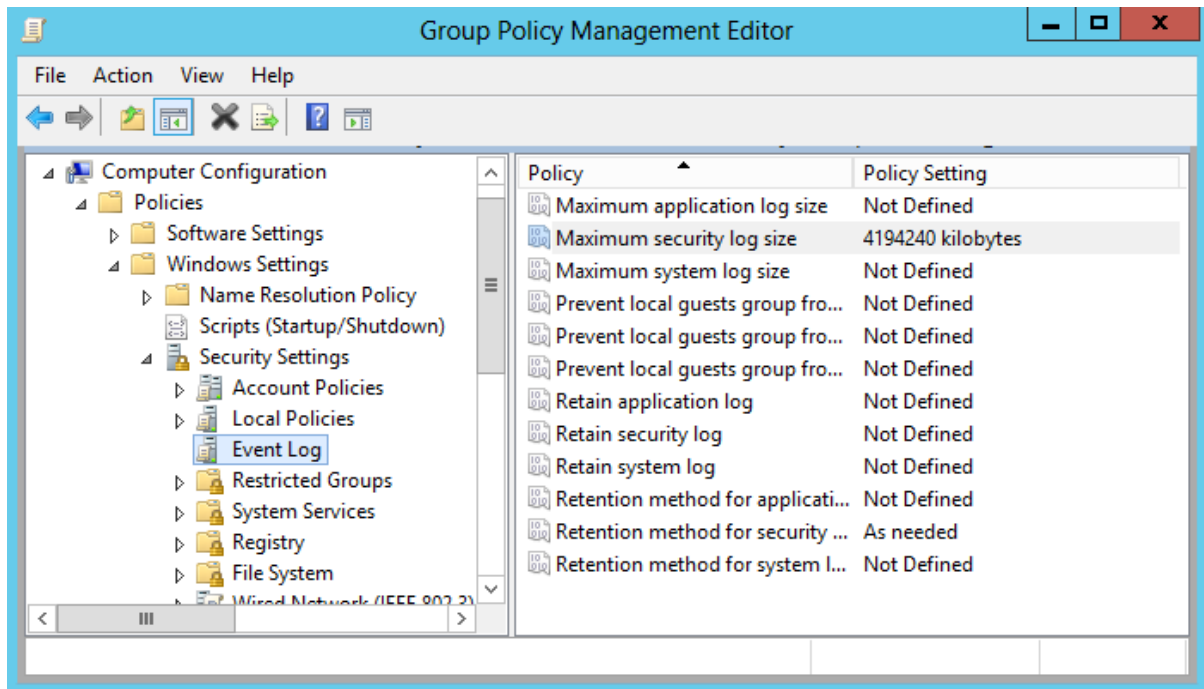 Group Policy Management Editor
File Action View Help
Computer Configuration
Policies
Software Settings
Windows Settings
Name Resolution Policy
Scripts (Startup/Shutdown)
Security Settings
Account Policies
Local Policies
Event Log
Restricted Groups
System Services
Registry
File System
Wired Network (IEEE 802.3)
Policy Policy Setting
Maximum application log size Not Defined
Maximum security log size 4194240 kilobytes
Maximum system log size Not Defined
Prevent local guests group fro... Not Defined
Prevent local guests group fro... Not Defined
Prevent local guests group fro... Not Defined
Retain application log Not Defined
Retain security log Not Defined
Retain system log Not Defined
Retention method for applicati... Not Defined
Retention method for security ... As needed
Retention method for system l... Not Defined